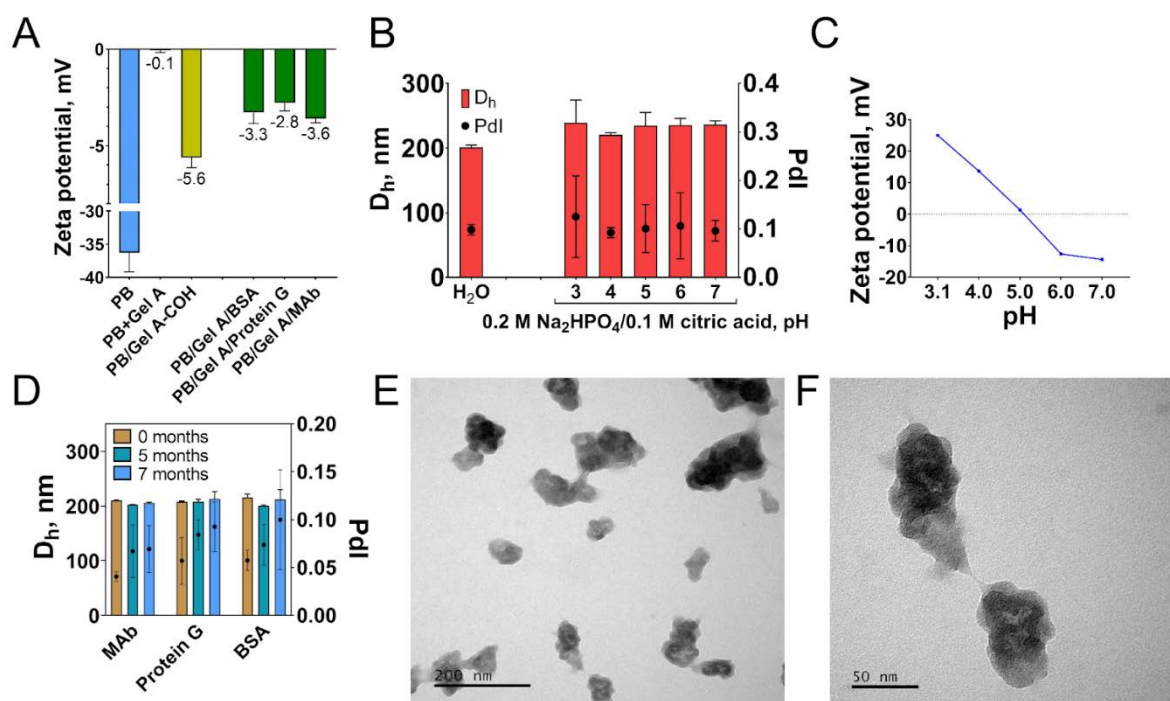 A
Zeta potential, mV
0
-5
-30
-35
-40
-0.1
-5.6
-3.3
-2.8
-3.6
PB
PB+Gel A
PB/Gel A-COH
PB/Gel A/BSA
PB/Gel A/Protein G
PB/Gel A/MAb
B
Dₕ, nm
300
200
100
0
Dₕ
PdI
0.4
0.3
0.2
0.1
0.0
PdI
H₂O
3 4 5 6 7
0.2 M Na₂HPO₄/0.1 M citric acid, pH
C
Zeta potential, mV
30
20
10
0
-10
-20
3.1 4.0 5.0 6.0 7.0
pH
D
Dₕ, nm
300
200
100
0
0 months
5 months
7 months
0.20
0.15
0.10
0.05
0.00
PdI
MAb
Protein G
BSA
E
200 nm
F
50 nm